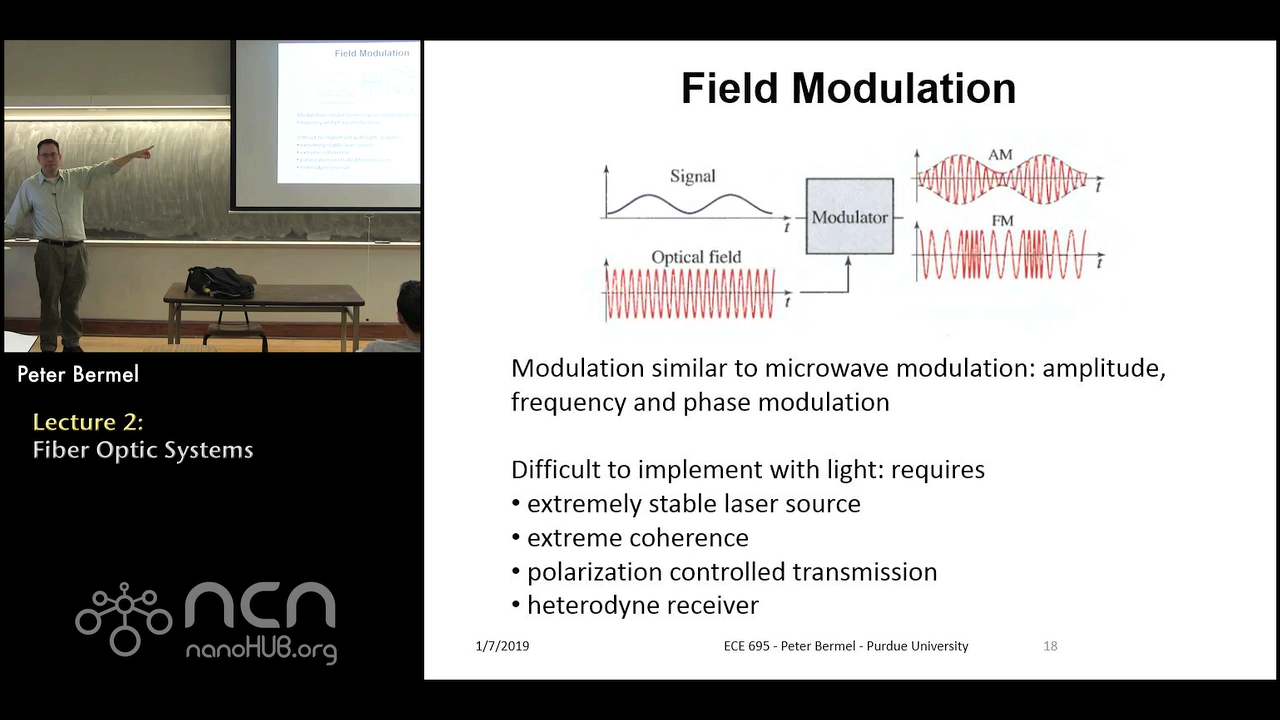 Field Modulation
Field Modulation
Signal
t
Modulator
AM
t
FM
t
Optical field
t
Modulation similar to microwave modulation: amplitude,
frequency and phase modulation
Difficult to implement with light: requires
• extremely stable laser source
• extreme coherence
• polarization controlled transmission
• heterodyne receiver
1/7/2019
ECE 695 - Peter Bermel - Purdue University
18
Peter Bermel
Lecture 2:
Fiber Optic Systems
ncn
nanoHUB.org